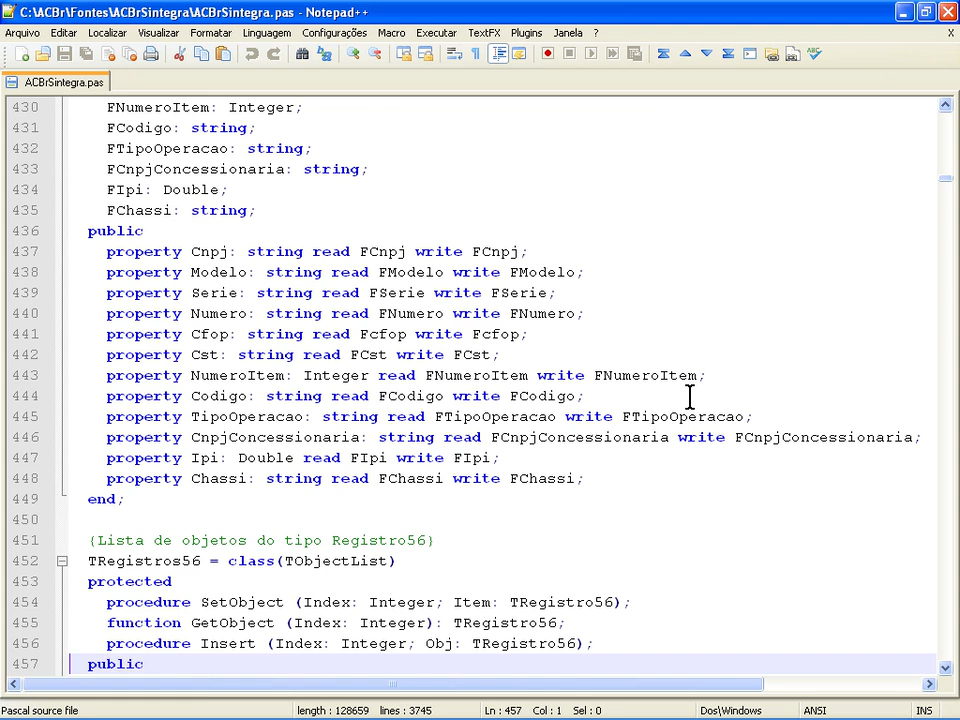 C:\ACBr\Fontes\ACBrSintegra\ACBrSintegra.pas - Notepad++
Arquivo Editar Localizar Visualizar Formatar Linguagem Configurações Macro Executar TextFX Plugins Janela ? X
ACBrSintegra.pas
430 FNumeroItem: Integer;
431 FCodigo: string;
432 FTipoOperacao: string;
433 FCnpjConcessionaria: string;
434 FIpi: Double;
435 FChassi: string;
436 public
437 property Cnpj: string read FCnpj write FCnpj;
438 property Modelo: string read FModelo write FModelo;
439 property Serie: string read FSerie write FSerie;
440 property Numero: string read FNumero write FNumero;
441 property Cfop: string read Fcfop write Fcfop;
442 property Cst: string read FCst write FCst;
443 property NumeroItem: Integer read FNumeroItem write FNumeroItem;
444 property Codigo: string read FCodigo write FCodigo;
445 property TipoOperacao: string read FTipoOperacao write FTipoOperacao;
446 property CnpjConcessionaria: string read FCnpjConcessionaria write FCnpjConcessionaria;
447 property Ipi: Double read FIpi write FIpi;
448 property Chassi: string read FChassi write FChassi;
449 end;
450
451 {Lista de objetos do tipo Registro56}
452 TRegistros56 = class(TObjectList)
453 protected
454 procedure SetObject (Index: Integer; Item: TRegistro56);
455 function GetObject (Index: Integer): TRegistro56;
456 procedure Insert (Index: Integer; Obj: TRegistro56);
457 public
Pascal source file length : 128659 lines : 3745 Ln : 457 Col : 1 Sel : 0 Dos\Windows ANSI INS